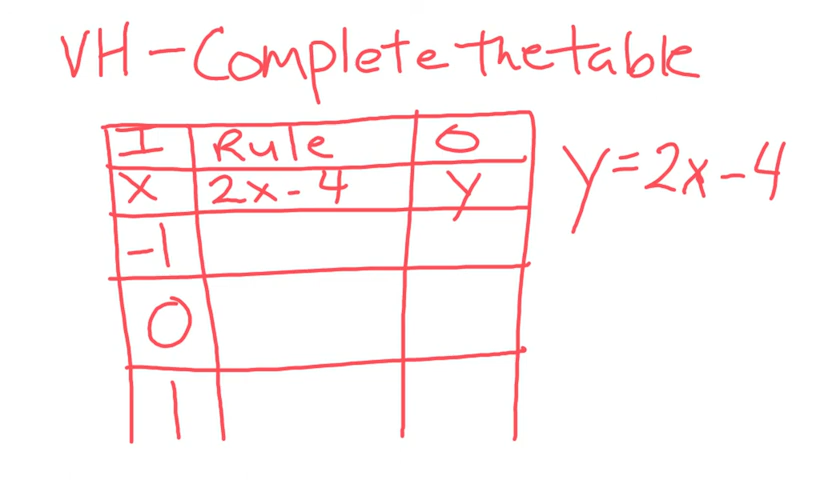 VH - Complete the table
I Rule O
x 2x - 4 y
y = 2x - 4
-1
0
1